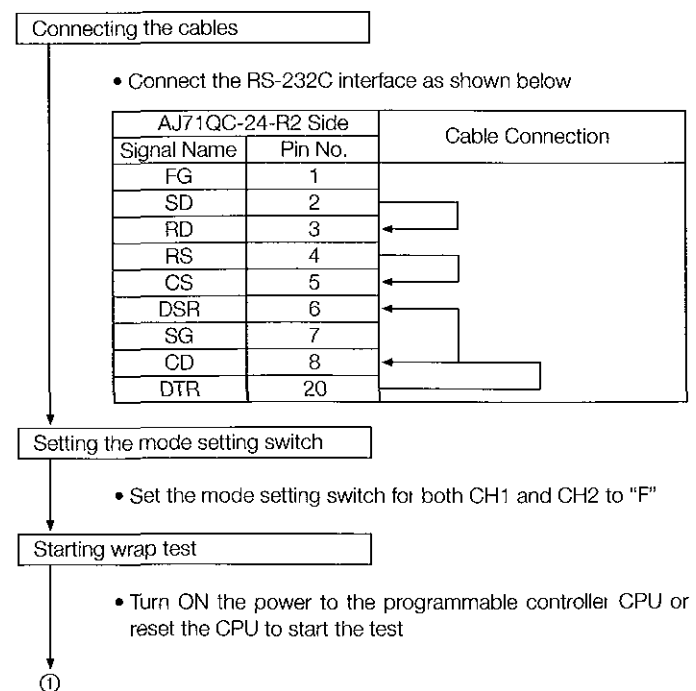 Connecting the cables
• Connect the RS-232C interface as shown below
AJ71QC-24-R2 Side
Cable Connection
Signal Name Pin No.
FG 1
SD 2
RD 3
RS 4
CS 5
DSR 6
SG 7
CD 8
DTR 20
Setting the mode setting switch
• Set the mode setting switch for both CH1 and CH2 to "F"
Starting wrap test
• Turn ON the power to the programmable controller CPU or
reset the CPU to start the test
①